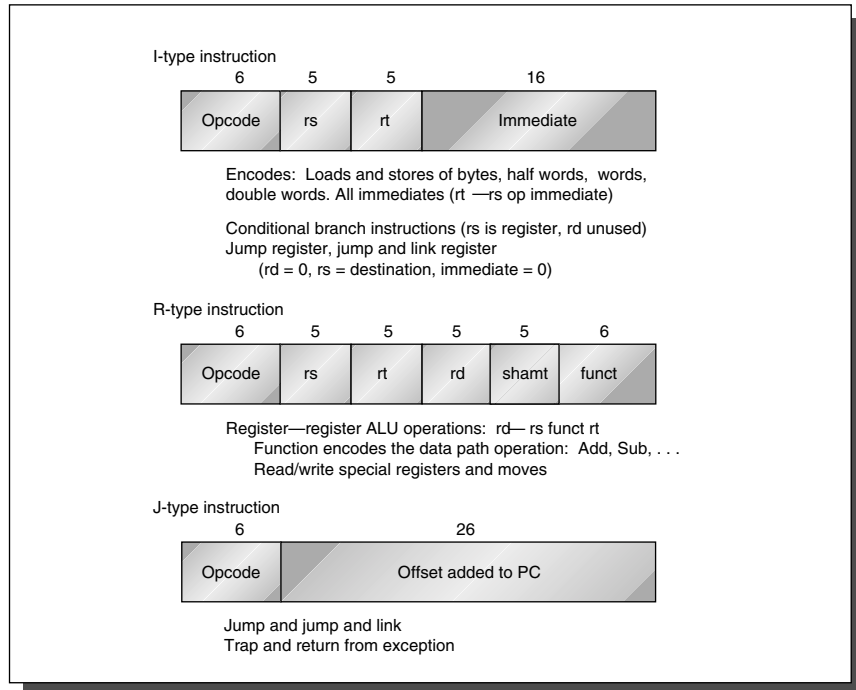 I-type instruction
6 5 5 16
Opcode rs rt Immediate
Encodes: Loads and stores of bytes, half words, words,
double words. All immediates (rt —rs op immediate)
Conditional branch instructions (rs is register, rd unused)
Jump register, jump and link register
(rd = 0, rs = destination, immediate = 0)
R-type instruction
6 5 5 5 5 6
Opcode rs rt rd shamt funct
Register—register ALU operations: rd— rs funct rt
Function encodes the data path operation: Add, Sub, . . .
Read/write special registers and moves
J-type instruction
6 26
Opcode Offset added to PC
Jump and jump and link
Trap and return from exception